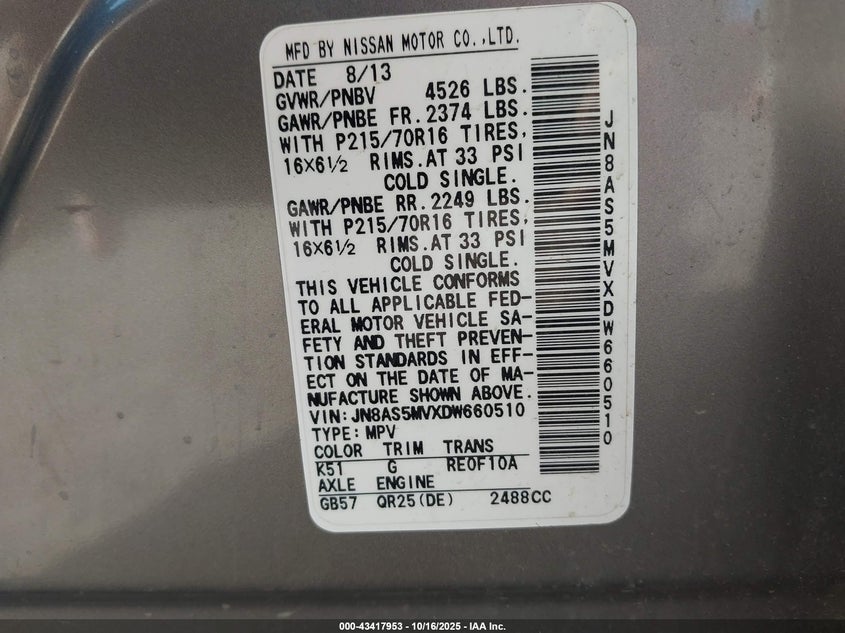 MFD BY NISSAN MOTOR CO.,LTD.
DATE 8/13
GVWR/PNBV 4526 LBS.
GAWR/PNBE FR. 2374 LBS.
WITH P215/70R16 TIRES,
16X6½ RIMS. AT 33 PSI
COLD SINGLE.
GAWR/PNBE RR. 2249 LBS.
WITH P215/70R16 TIRES,
16X6½ RIMS. AT 33 PSI
COLD SINGLE.
THIS VEHICLE CONFORMS
TO ALL APPLICABLE FED-
ERAL MOTOR VEHICLE SA-
FETY AND THEFT PREVEN-
TION STANDARDS IN EFF-
ECT ON THE DATE OF MA-
NUFACTURE SHOWN ABOVE.
VIN:JN8AS5MVXDW660510
TYPE:MPV
COLOR TRIM TRANS
K51 G RE0F10A
AXLE ENGINE
GB57 QR25(DE) 2488CC
JN8AS5MVXDW660510
000-43417953 - 10/16/2025 - IAA Inc.